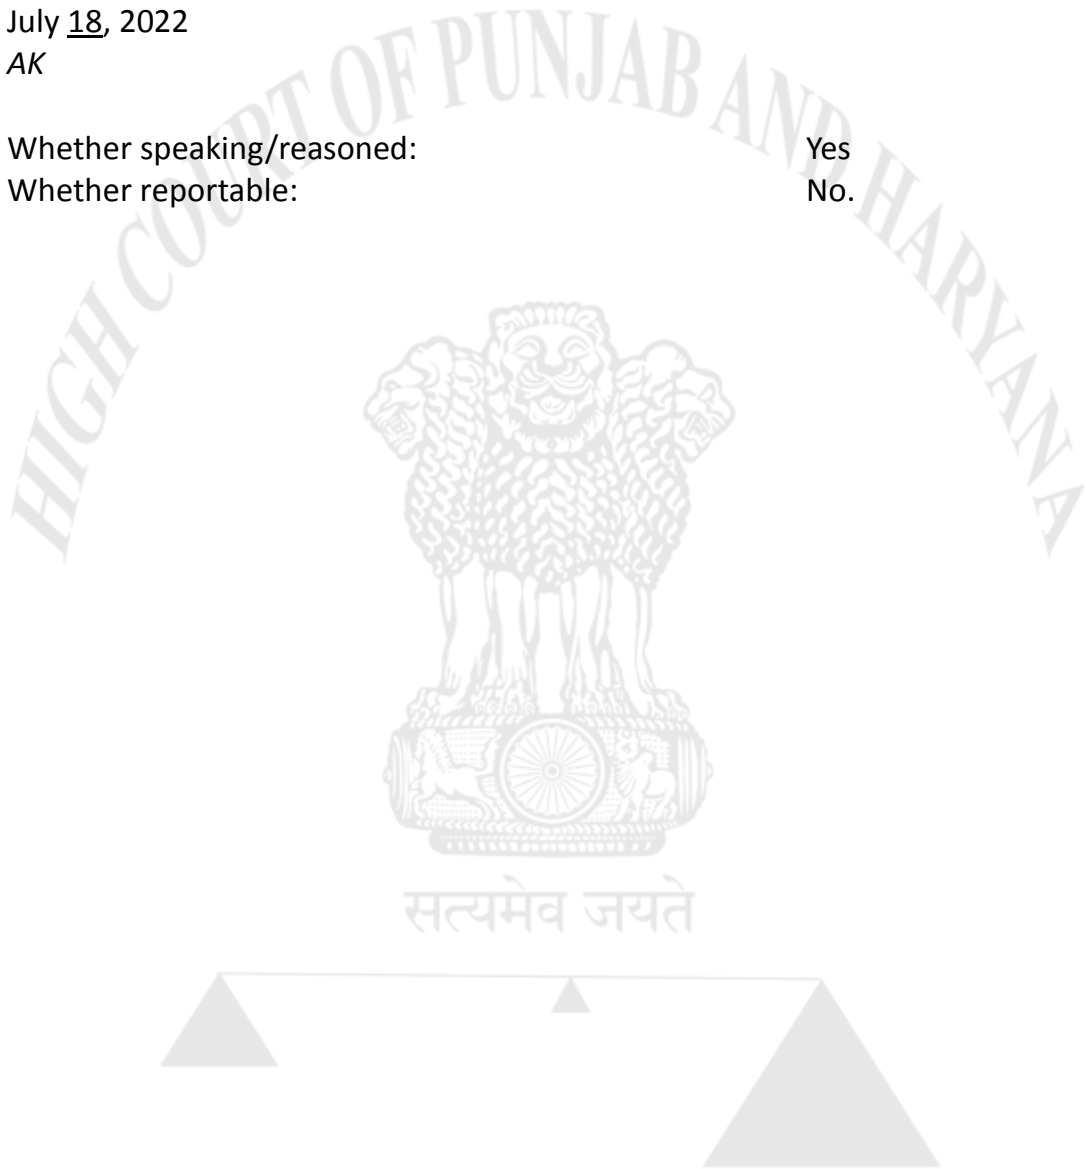 July 18, 2022
AK
Whether speaking/reasoned: Yes
Whether reportable: No.
HIGH COURT OF PUNJAB AND HARYANA
सत्यमेव जयते